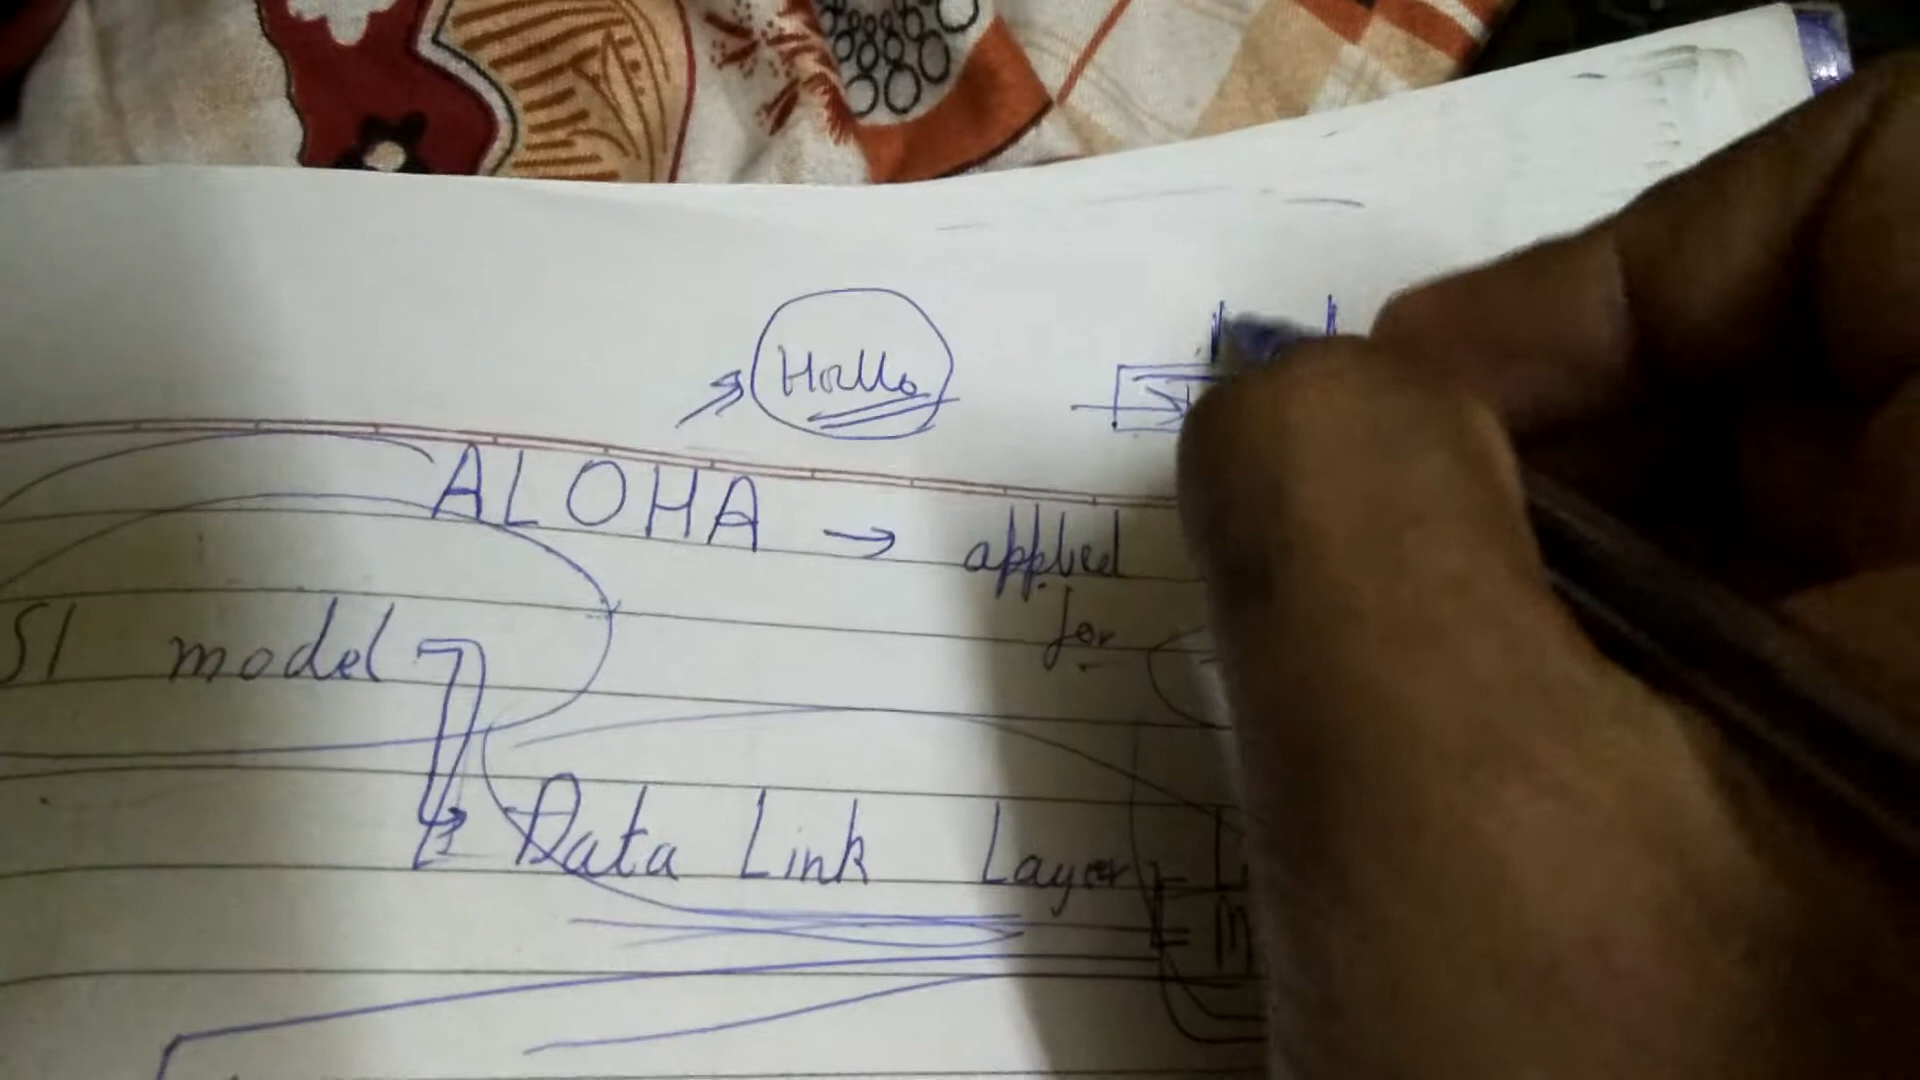 Hello
ALOHA → applied
for
SI model
Data Link Layer